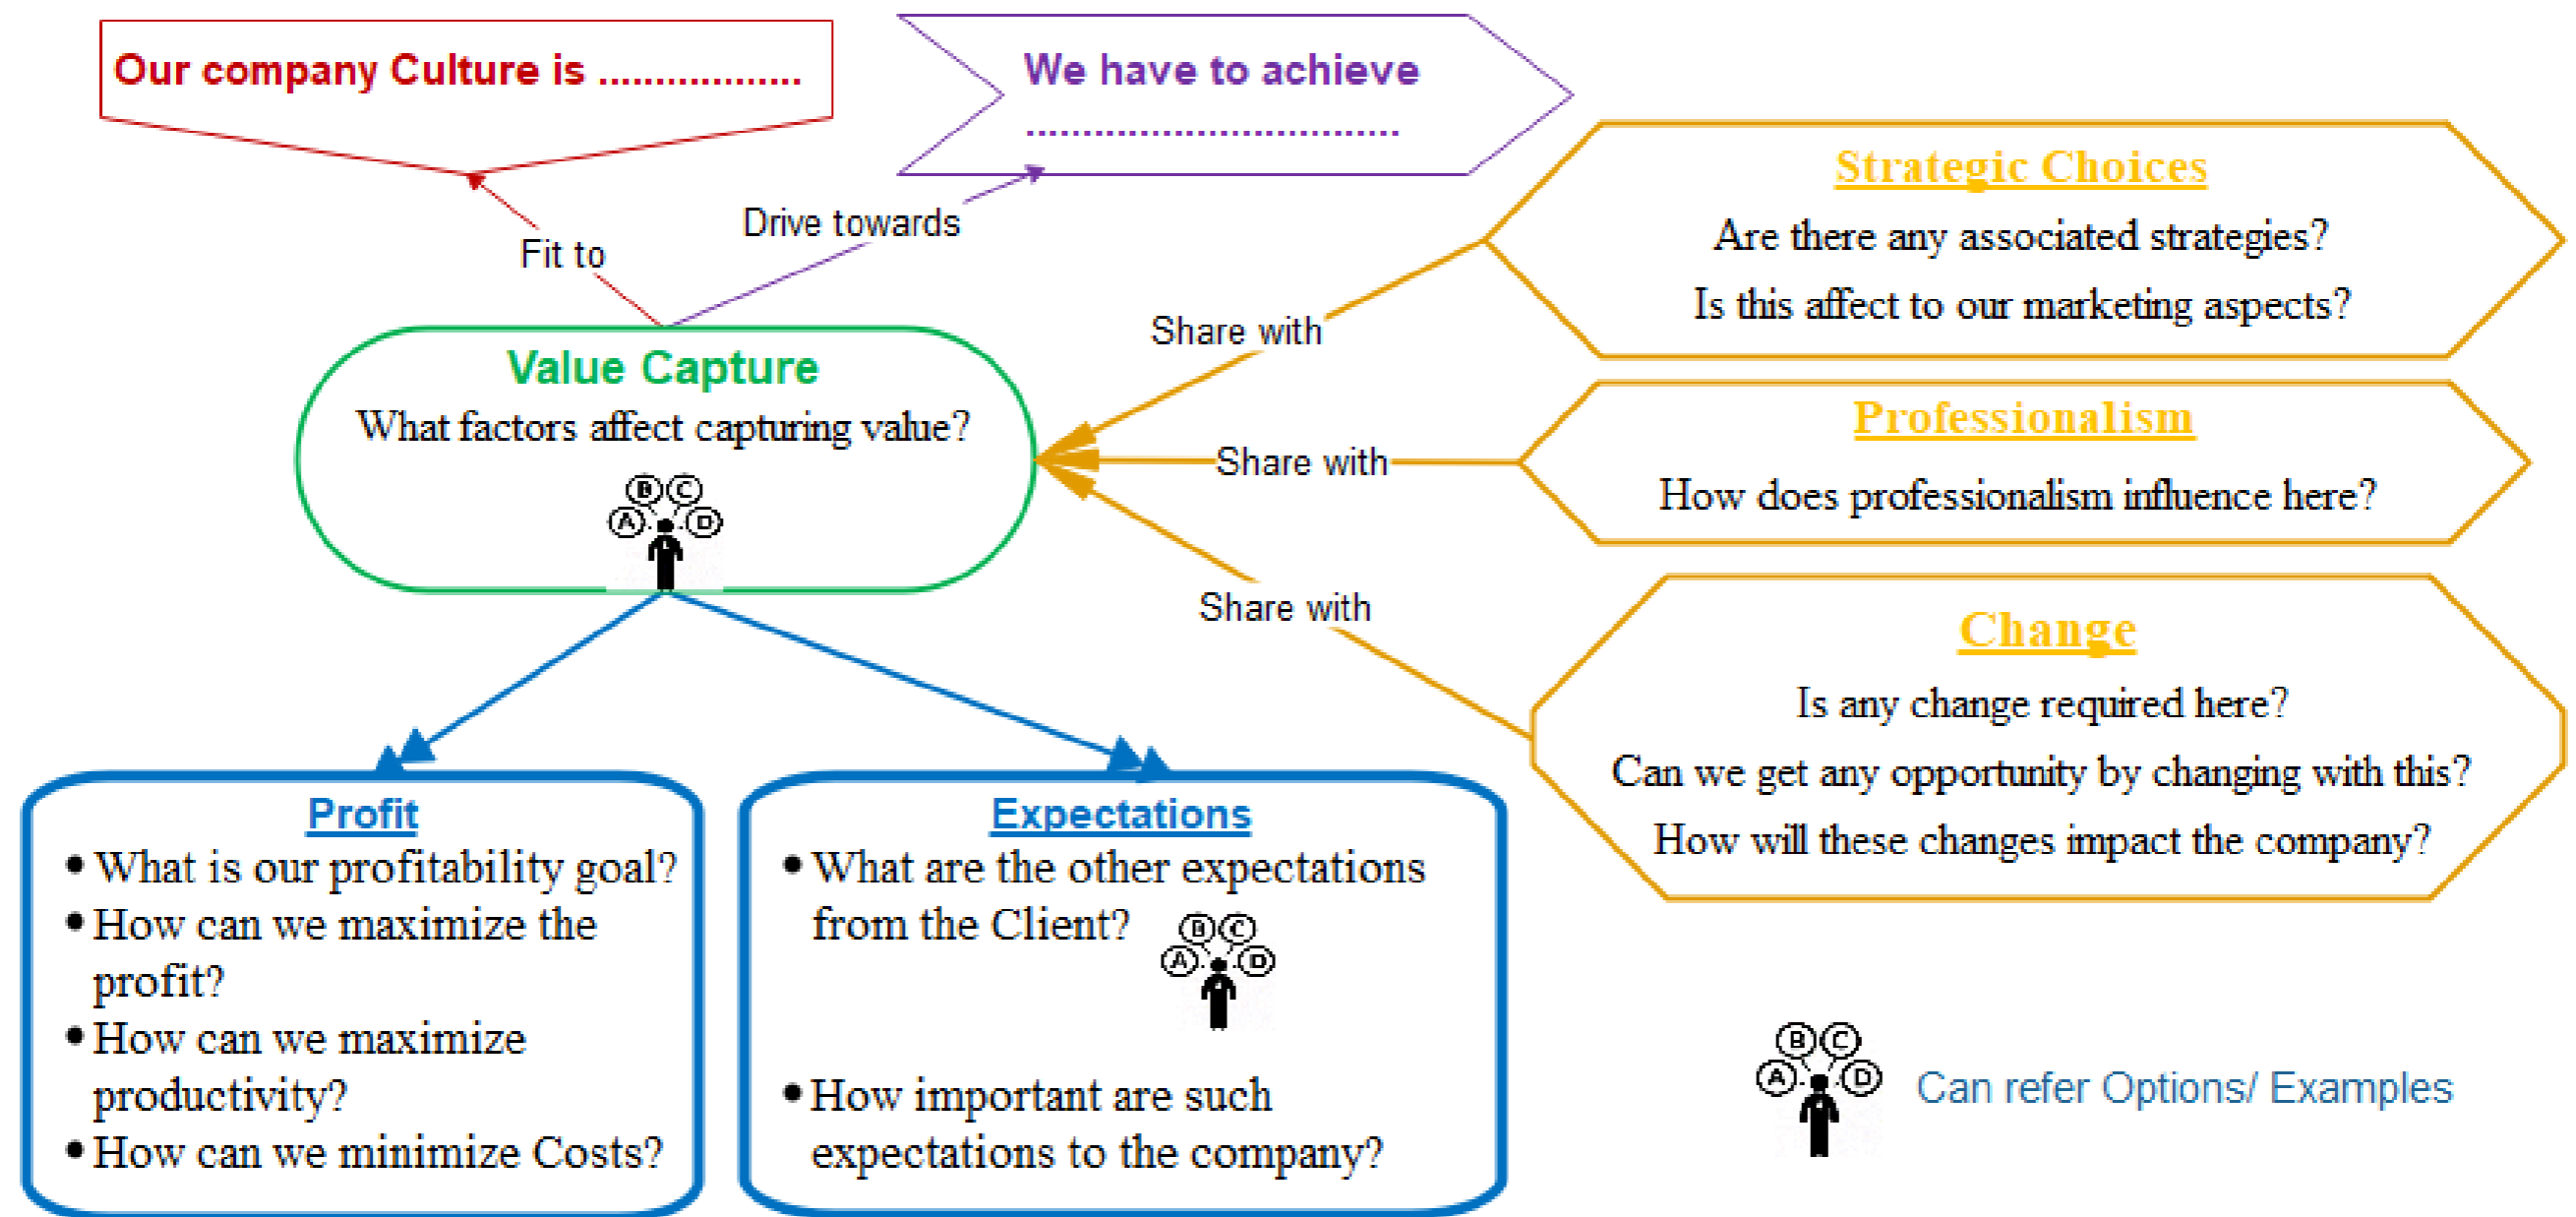 Our company Culture is ..................
We have to achieve
.................................
Fit to
Drive towards
Strategic Choices
Are there any associated strategies?
Is this affect to our marketing aspects?
Share with
Value Capture
What factors affect capturing value?
B C
A D
Professionalism
How does professionalism influence here?
Share with
Share with
Change
Is any change required here?
Can we get any opportunity by changing with this?
How will these changes impact the company?
Profit
• What is our profitability goal?
• How can we maximize the
profit?
• How can we maximize
productivity?
• How can we minimize Costs?
Expectations
• What are the other expectations
from the Client?
B C
A D
• How important are such
expectations to the company?
B C
A D
Can refer Options/ Examples